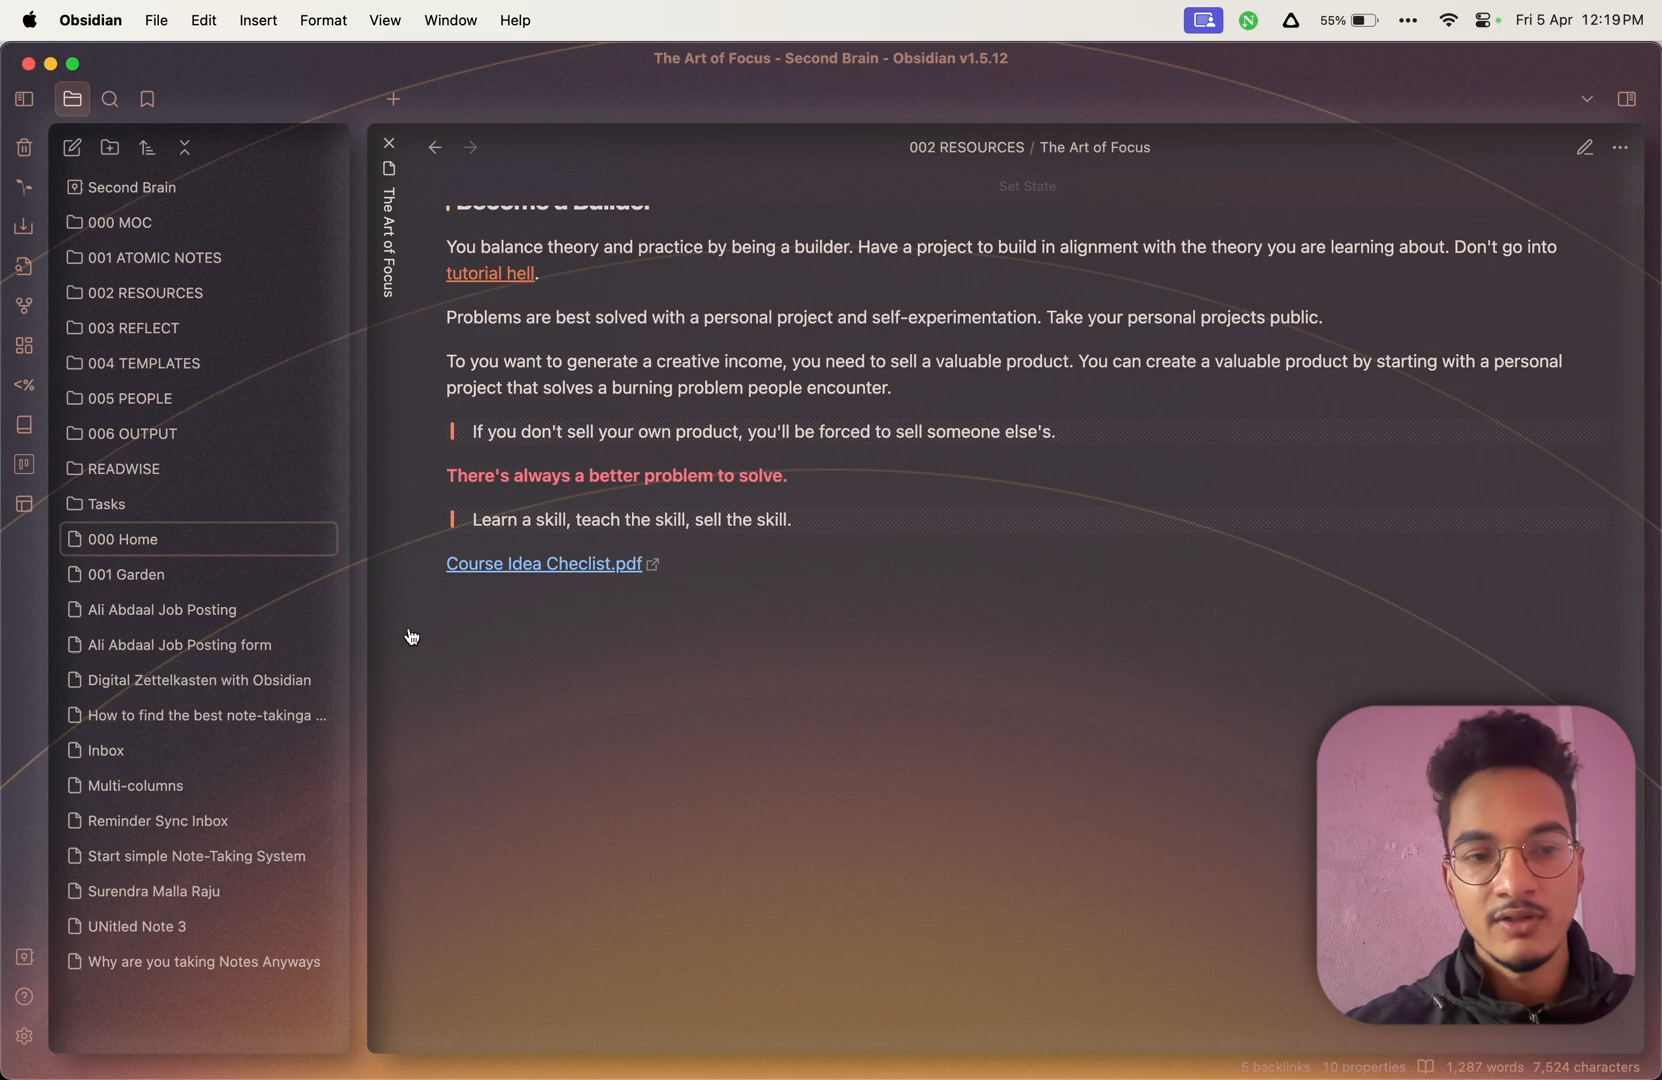 Obsidian File Edit Insert Format View Window Help
55%
Fri 5 Apr 12:19 PM
The Art of Focus - Second Brain - Obsidian v1.5.12
002 RESOURCES / The Art of Focus
Set State
The Art of Focus
Second Brain
000 MOC
001 ATOMIC NOTES
002 RESOURCES
003 REFLECT
004 TEMPLATES
005 PEOPLE
006 OUTPUT
READWISE
Tasks
000 Home
001 Garden
Ali Abdaal Job Posting
Ali Abdaal Job Posting form
Digital Zettelkasten with Obsidian
How to find the best note-takinga ...
Inbox
Multi-columns
Reminder Sync Inbox
Start simple Note-Taking System
Surendra Malla Raju
UNitled Note 3
Why are you taking Notes Anyways
Become a Builder
You balance theory and practice by being a builder. Have a project to build in alignment with the theory you are learning about. Don't go into
tutorial hell.
Problems are best solved with a personal project and self-experimentation. Take your personal projects public.
To you want to generate a creative income, you need to sell a valuable product. You can create a valuable product by starting with a personal
project that solves a burning problem people encounter.
If you don't sell your own product, you'll be forced to sell someone else's.
There's always a better problem to solve.
Learn a skill, teach the skill, sell the skill.
Course Idea Checlist.pdf
5 backlinks 10 properties 1,287 words 7,524 characters